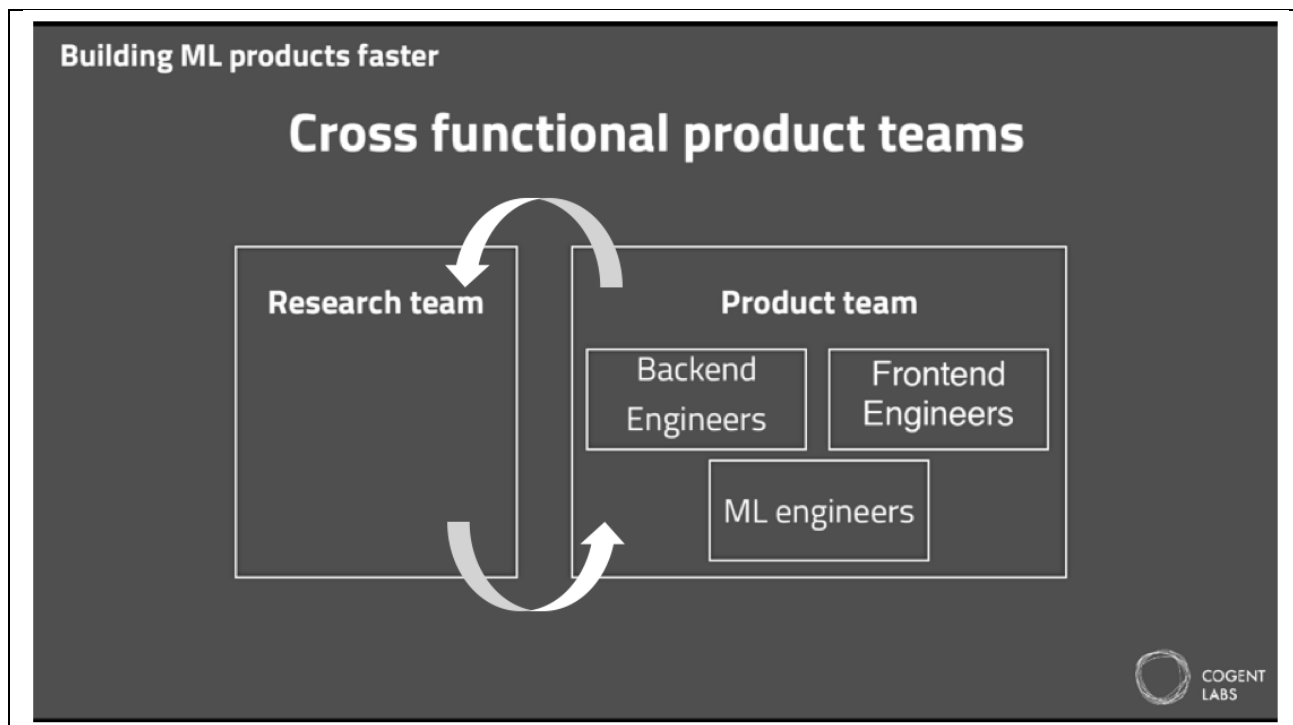 Building ML products faster
Cross functional product teams
Research team
Product team
Backend
Engineers
Frontend
Engineers
ML engineers
COGENT
LABS